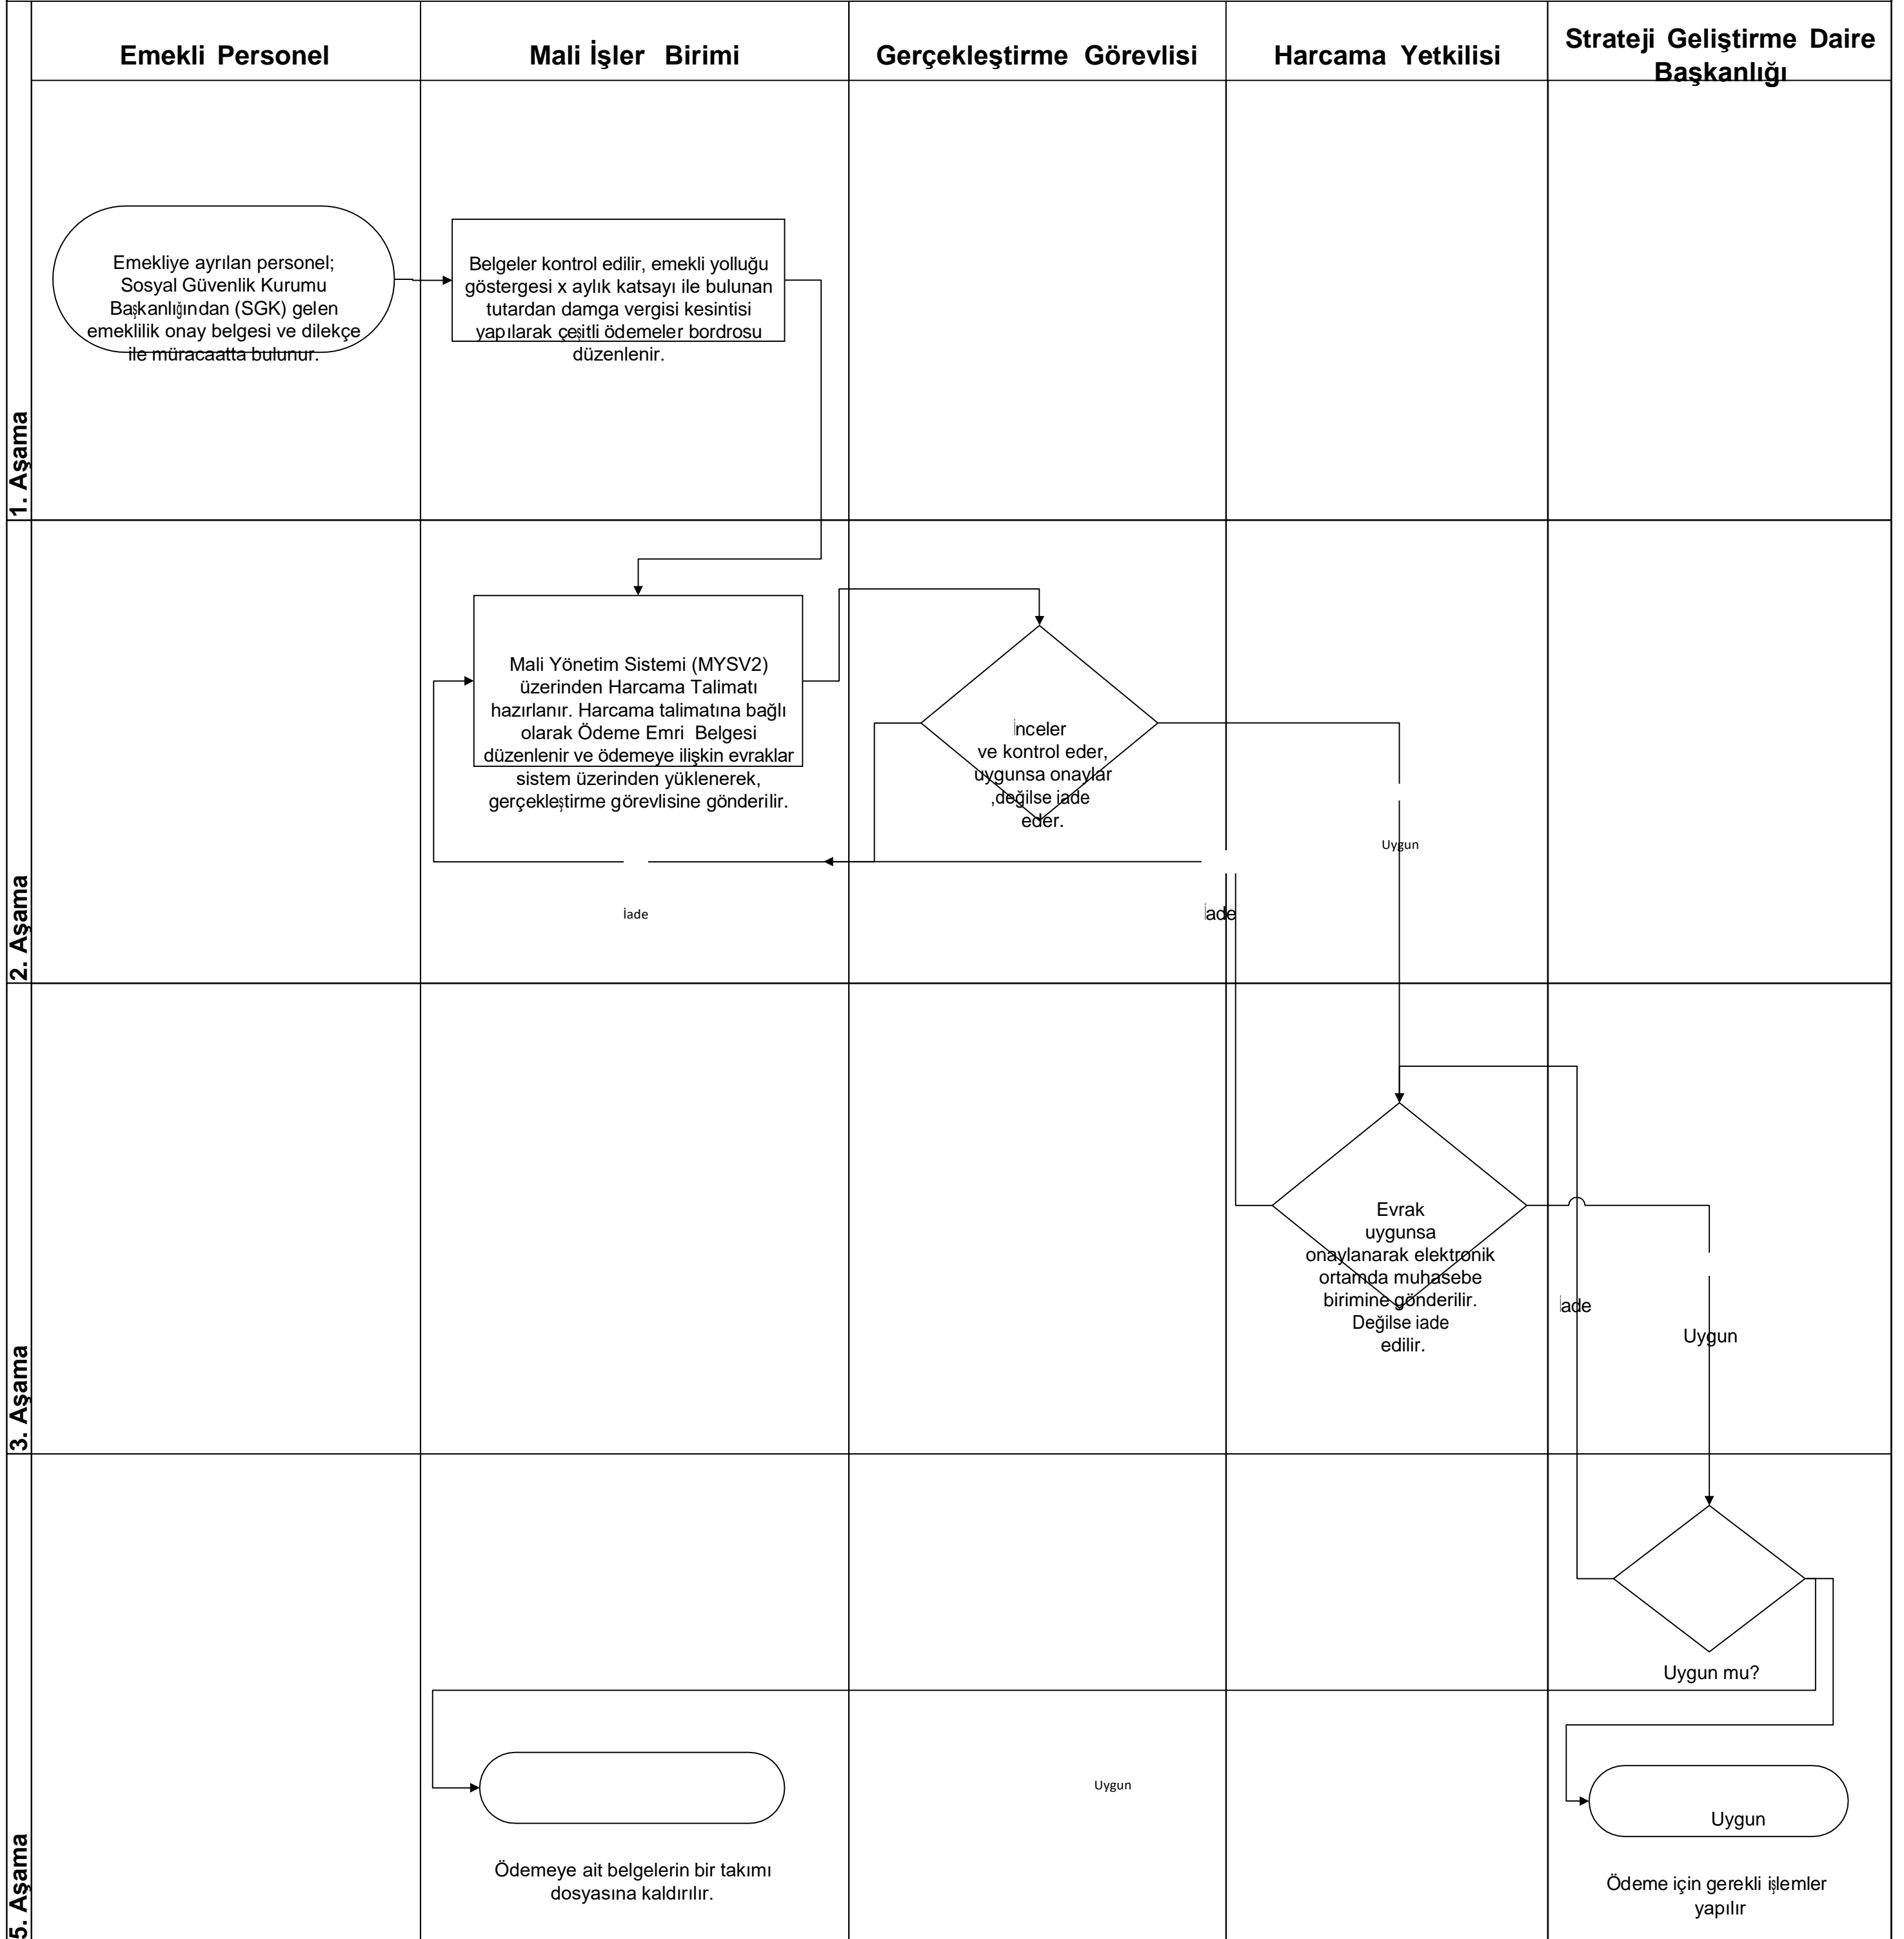 Emekli Personel
Mali İşler Birimi
Gerçekleştirme Görevlisi
Harcama Yetkilisi
Strateji Geliştirme Daire
Başkanlığı
1. Aşama
Emekliye ayrılan personel;
Sosyal Güvenlik Kurumu
Başkanlığından (SGK) gelen
emeklilik onay belgesi ve dilekçe
ile müracaatta bulunur.
Belgeler kontrol edilir, emekli yolluğu
göstergesi x aylık katsayı ile bulunan
tutardan damga vergisi kesintisi
yapılarak çeşitli ödemeler bordrosu
düzenlenir.
2. Aşama
Mali Yönetim Sistemi (MYSV2)
üzerinden Harcama Talimatı
hazırlanır. Harcama talimatına bağlı
olarak Ödeme Emri Belgesi
düzenlenir ve ödemeye ilişkin evraklar
sistem üzerinden yüklenerek,
gerçekleştirme görevlisine gönderilir.
İnceler
ve kontrol eder,
uygunsa onaylar
,değilse iade
eder.
Uygun
İade
İade
3. Aşama
Evrak
uygunsa
onaylanarak elektronik
ortamda muhasebe
birimine gönderilir.
Değilse iade
edilir.
İade
Uygun
5. Aşama
Uygun mu?
Uygun
Uygun
Ödemeye ait belgelerin bir takımı
dosyasına kaldırılır.
Ödeme için gerekli işlemler
yapılır